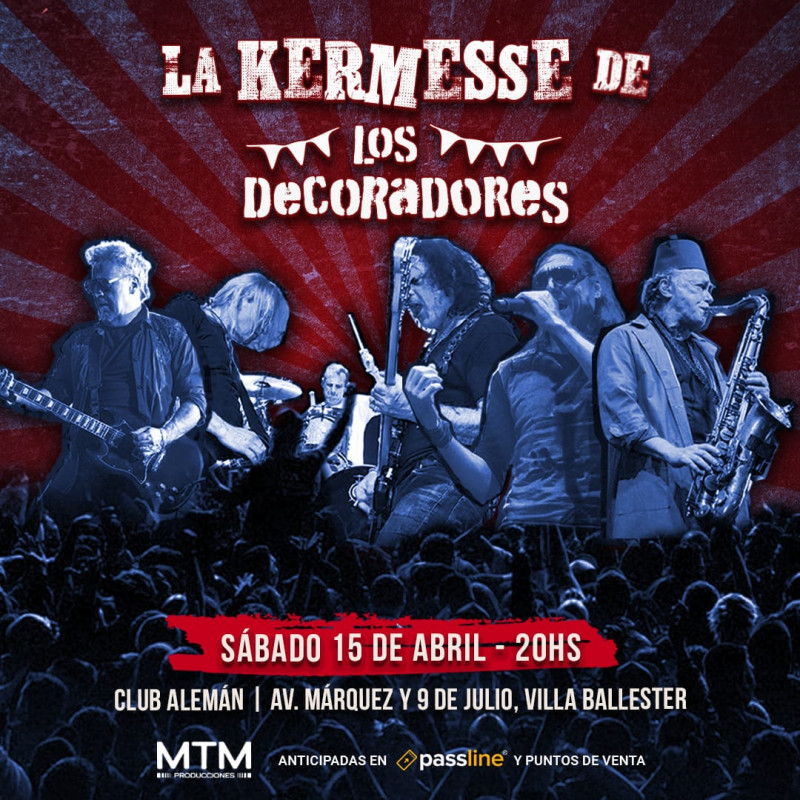 LA KERMESSE DE
LOS
DeCORaDOReS
SÁBADO 15 DE ABRIL - 20HS
CLUB ALEMÁN | AV. MÁRQUEZ Y 9 DE JULIO, VILLA BALLESTER
MTM
PRODUCCIONES
ANTICIPADAS EN passline© Y PUNTOS DE VENTA